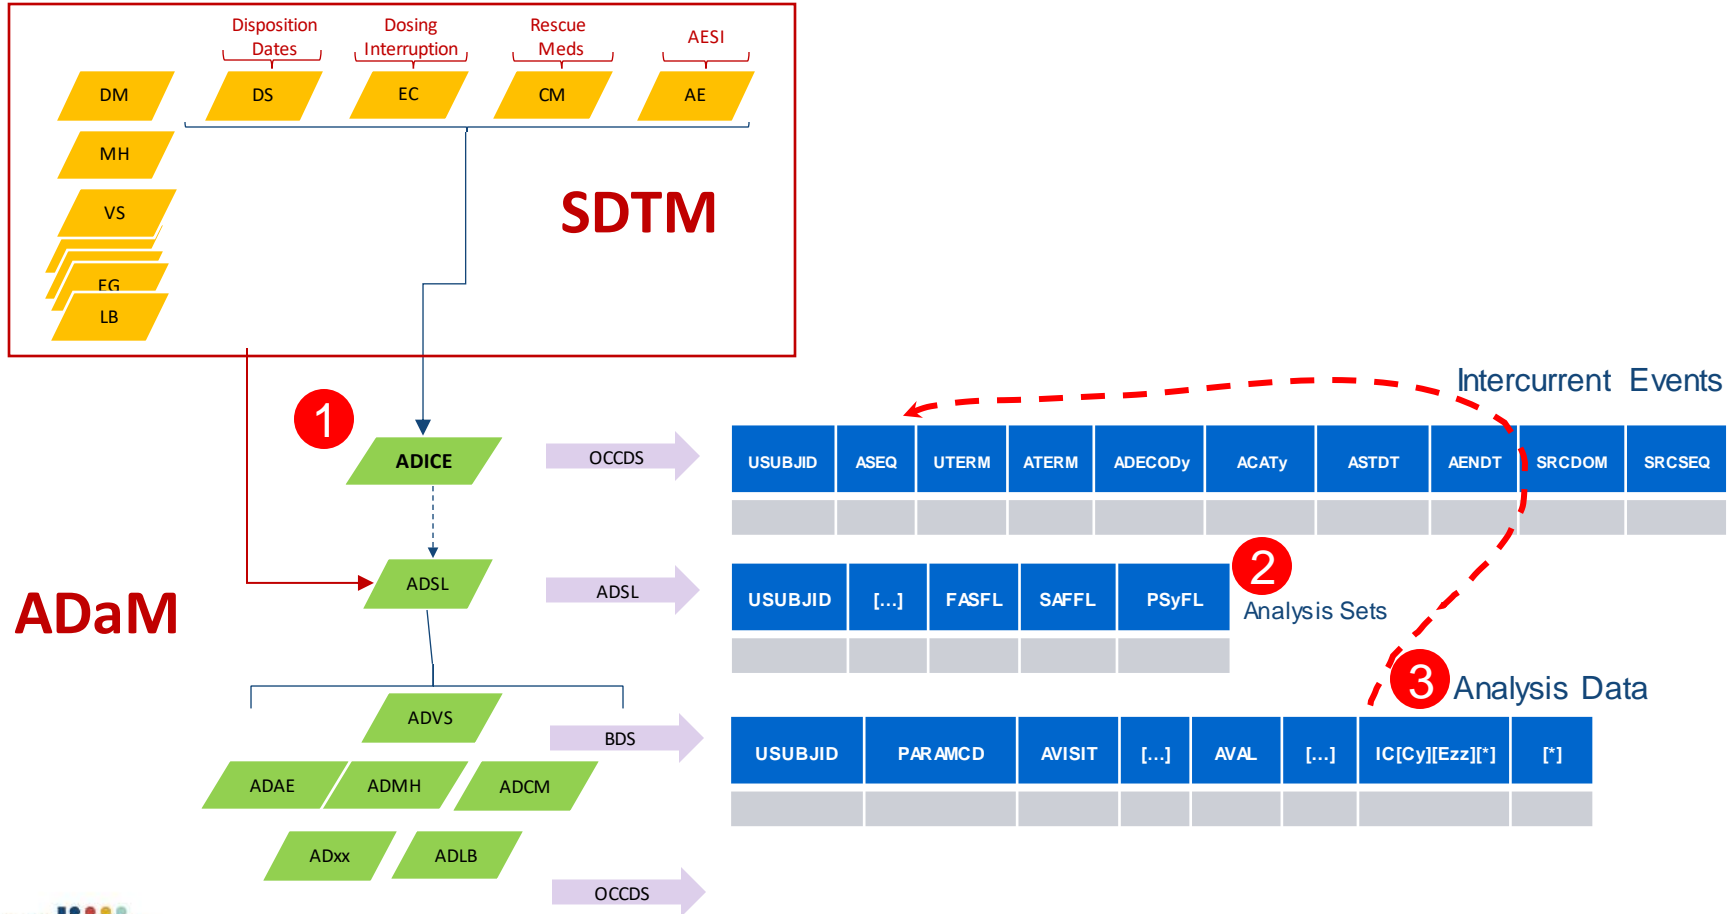 Disposition
Dates
Dosing
Interruption
Rescue
Meds
AESI
DM
DS
EC
CM
AE
MH
VS
EG
LB
SDTM
1
ADICE
OCCDS
Intercurrent Events
USUBJID ASEQ UTERM ATERM ADECODy ACATy ASTDT AENDT SRCDOM SRCSEQ
ADaM
ADSL
ADSL
USUBJID [...] FASFL SAFFL PSyFL
2
Analysis Sets
3
Analysis Data
ADVS
BDS
USUBJID PARAMCD AVISIT [...] AVAL [...] IC[Cy][Ezz][*] [*]
ADAE
ADMH
ADCM
ADxx
ADLB
OCCDS